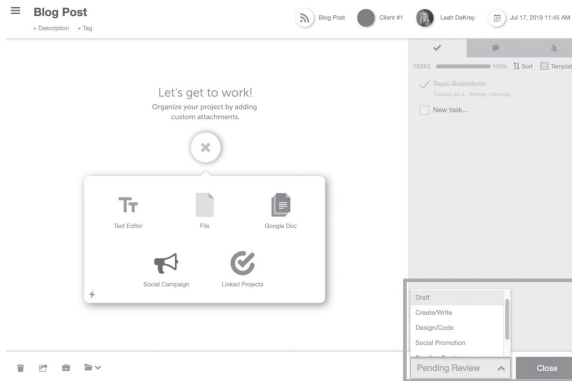 Blog Post
Blog Post
Client #1
Leah DeKrey
Jul 17, 2019 11:45 AM
+ Description + Tag
TASKS 100% Sort Templat
Topic Brainstorm
Let's get to work!
Organize your project by adding
custom attachments.
New task...
Text Editor
File
Google Doc
Social Campaign
Linked Projects
Draft
Create/Write
Design/Code
Social Promotion
Pending Review
Close